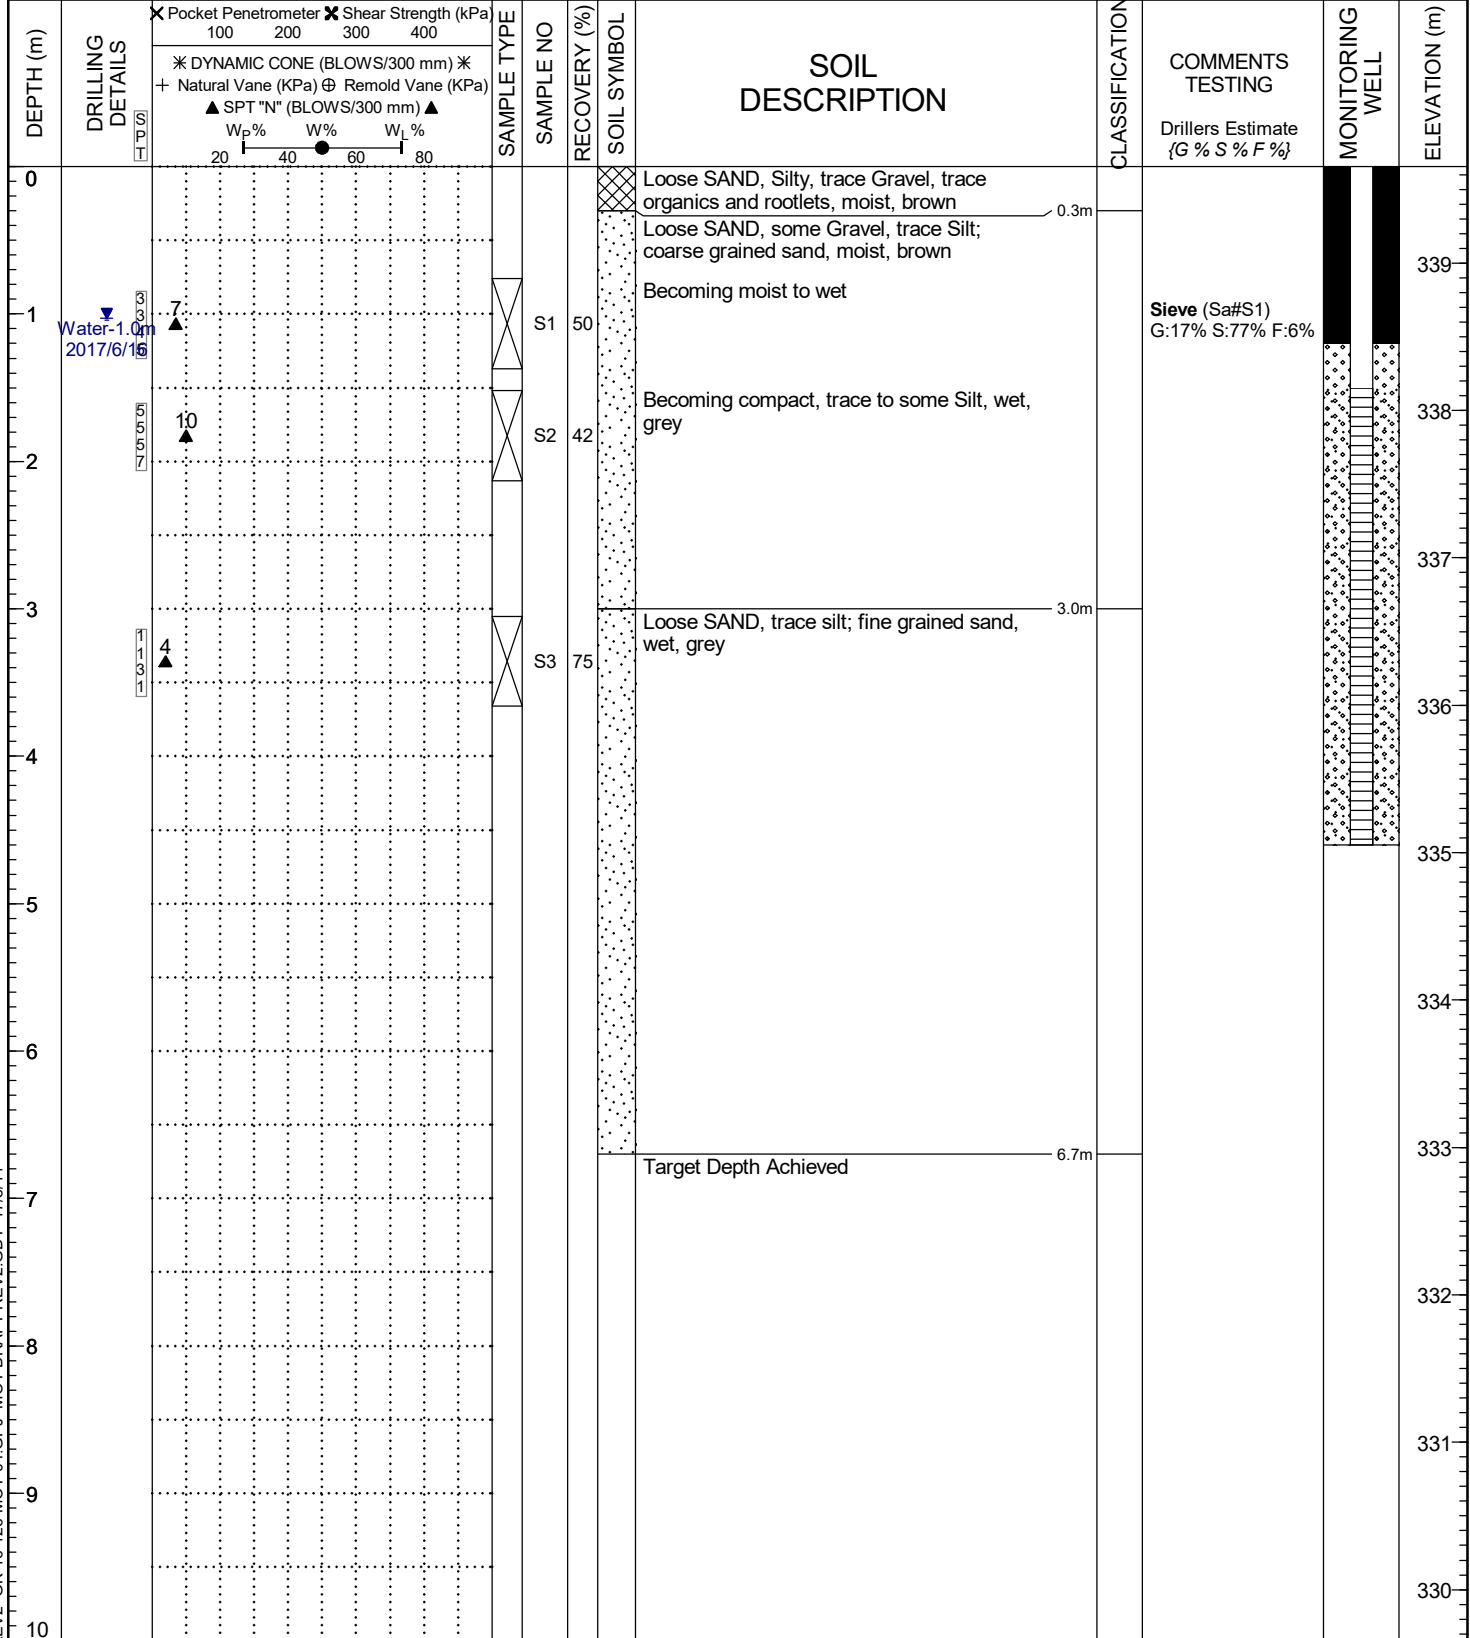 DEPTH (m)
DRILLING
DETAILS
SPT
Pocket Penetrometer Shear Strength (kPa)
100 200 300 400
DYNAMIC CONE (BLOWS/300 mm)
Natural Vane (KPa) Remold Vane (KPa)
SPT "N" (BLOWS/300 mm)
WP% W% WL%
20 40 60 80
SAMPLE TYPE
SAMPLE NO
RECOVERY (%)
SOIL SYMBOL
SOIL
DESCRIPTION
CLASSIFICATION
COMMENTS
TESTING
Drillers Estimate
{G % S % F %}
MONITORING
WELL
ELEVATION (m)
0
Loose SAND, Silty, trace Gravel, trace
organics and rootlets, moist, brown
0.3m
Loose SAND, some Gravel, trace Silt;
coarse grained sand, moist, brown
339
Becoming moist to wet
1
Water-1.0m
2017/6/16
3
3
4
6
7
S1 50
Sieve (Sa#S1)
G:17% S:77% F:6%
Becoming compact, trace to some Silt, wet,
grey
338
5
5
5
7
10
S2 42
2
337
3
3.0m
Loose SAND, trace silt; fine grained sand,
wet, grey
1
1
3
1
4
S3 75
336
4
335
5
334
6
333
6.7m
Target Depth Achieved
7
332
8
331
9
330
10